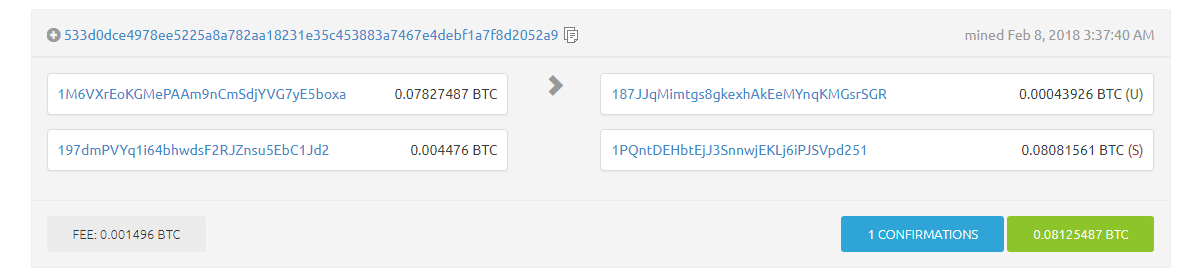 533d0dce4978ee5225a8a782aa18231e35c453883a7467e4debf1a7f8d2052a9 mined Feb 8, 2018 3:37:40 AM
1M6VXrEoKGMePAAm9nCmSdjYVG7yE5boxa 0.07827487 BTC 187JJqMimtgs8gkexhAkEeMYnqKMGsrSGR 0.00043926 BTC (U)
197dmPVYq1i64bhwdsF2RJZnsu5EbC1Jd2 0.004476 BTC 1PQntDEHbtEjJ3SnnwjEKLj6iPJSVpd251 0.08081561 BTC (S)
FEE: 0.001496 BTC 1 CONFIRMATIONS 0.08125487 BTC